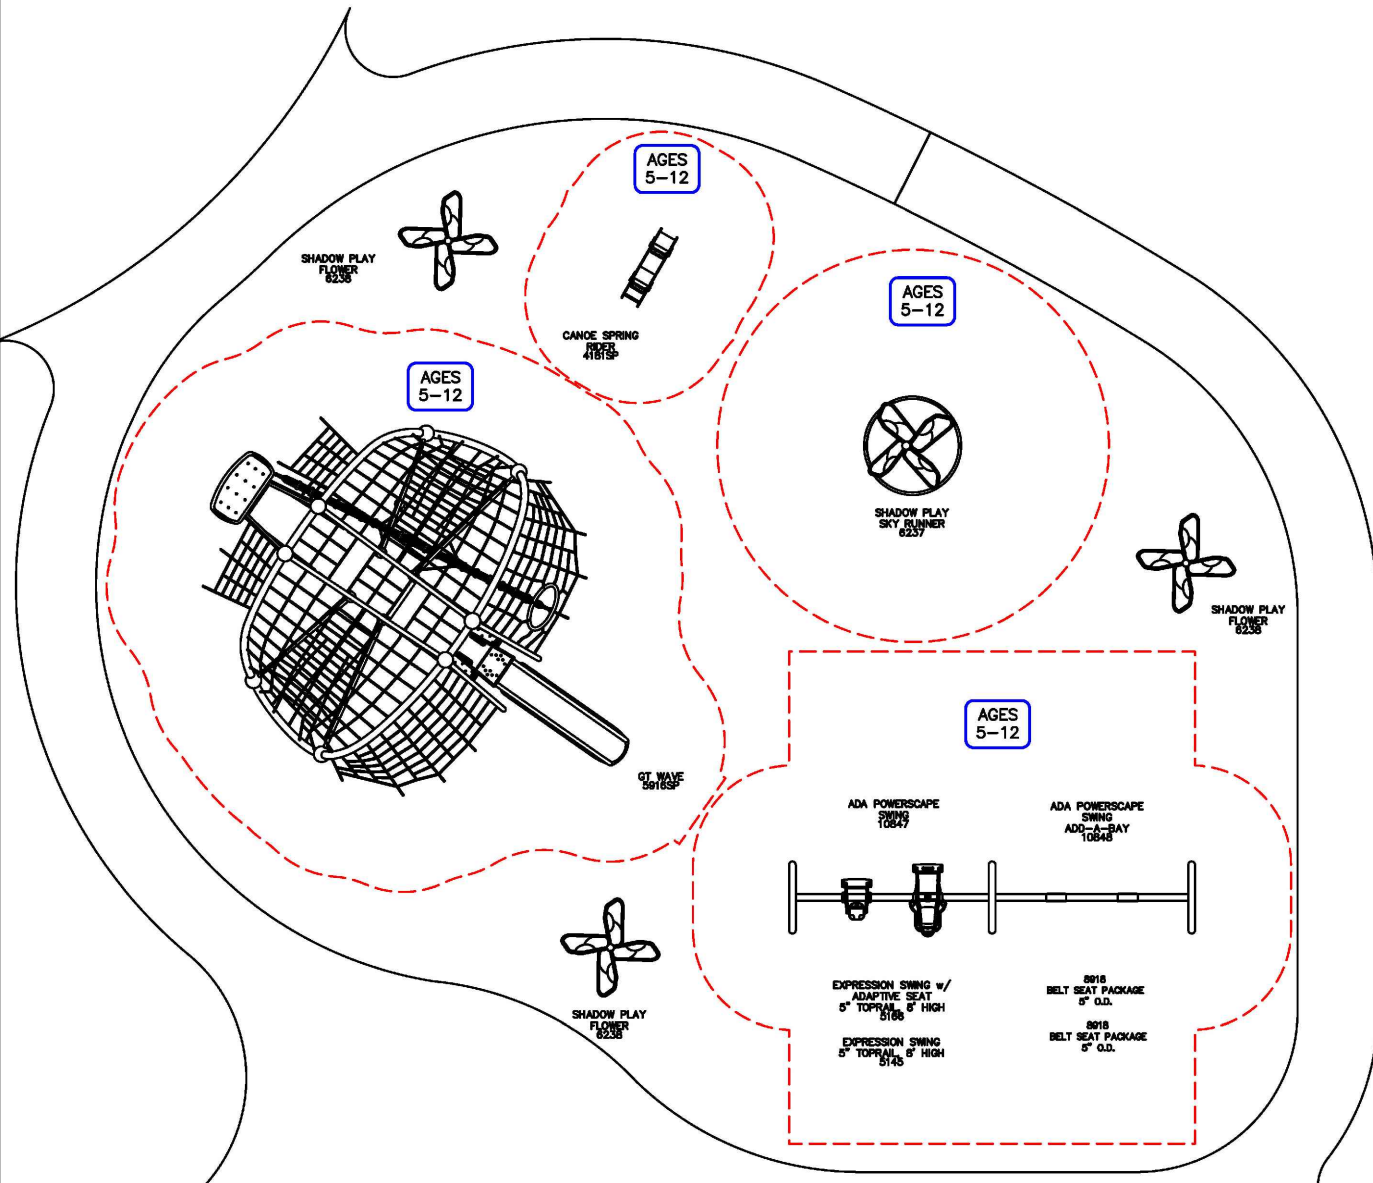 AGES
5-12
SHADOW PLAY
FLOWER
6238
CANOE SPRING
RIDER
4181SP
AGES
5-12
AGES
5-12
SHADOW PLAY
SKY RUNNER
6237
SHADOW PLAY
FLOWER
6238
GT WAVE
5916SP
AGES
5-12
ADA POWERSCAPE
SWING
10847
ADA POWERSCAPE
SWING
ADD-A-BAY
10848
EXPRESSION SWING w/
ADAPTIVE SEAT
5" TOPRAIL, 8' HIGH
5168
EXPRESSION SWING
5" TOPRAIL, 8' HIGH
5145
8918
BELT SEAT PACKAGE
5" O.D.
8918
BELT SEAT PACKAGE
5" O.D.
SHADOW PLAY
FLOWER
6238